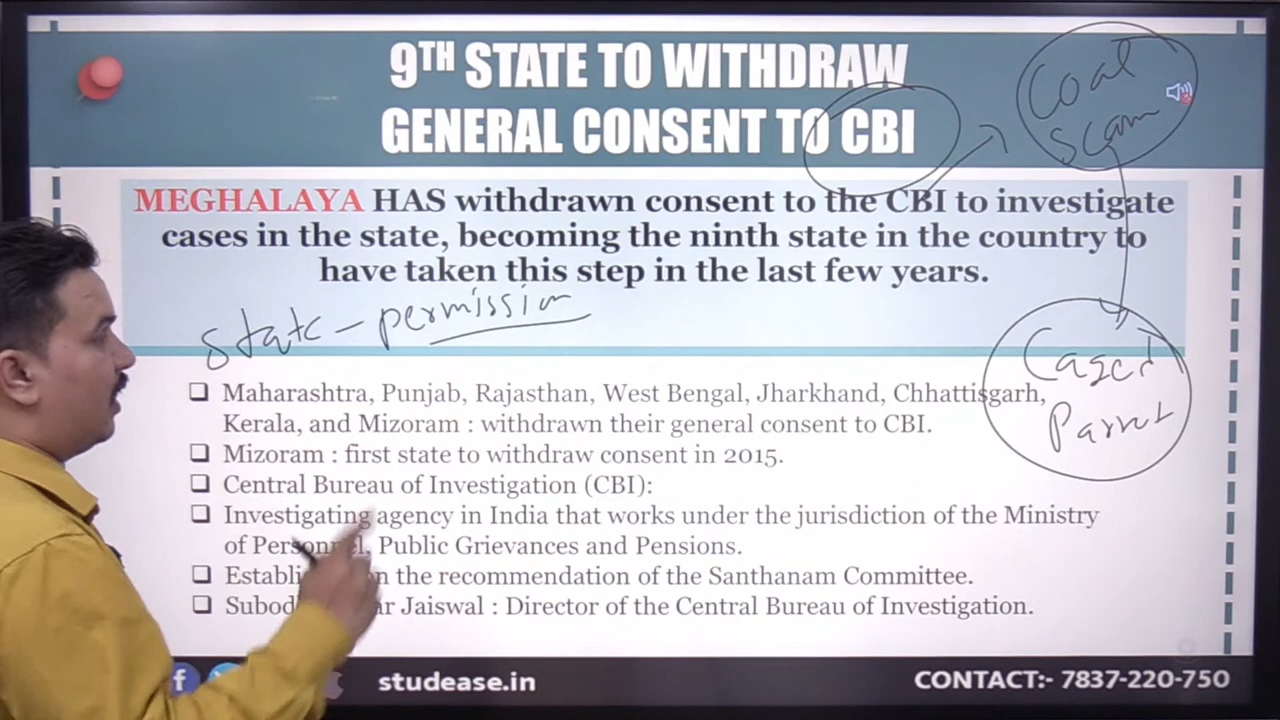 9TH STATE TO WITHDRAW
GENERAL CONSENT TO CBI
Coal
Scam
MEGHALAYA HAS withdrawn consent to the CBI to investigate
cases in the state, becoming the ninth state in the country to
have taken this step in the last few years.
State - permission
Caged
Parrot
❑ Maharashtra, Punjab, Rajasthan, West Bengal, Jharkhand, Chhattisgarh,
Kerala, and Mizoram : withdrawn their general consent to CBI.
❑ Mizoram : first state to withdraw consent in 2015.
❑ Central Bureau of Investigation (CBI):
❑ Investigating agency in India that works under the jurisdiction of the Ministry
of Personnel, Public Grievances and Pensions.
❑ Establi n the recommendation of the Santhanam Committee.
❑ Subod ar Jaiswal : Director of the Central Bureau of Investigation.
studease.in
CONTACT:- 7837-220-750